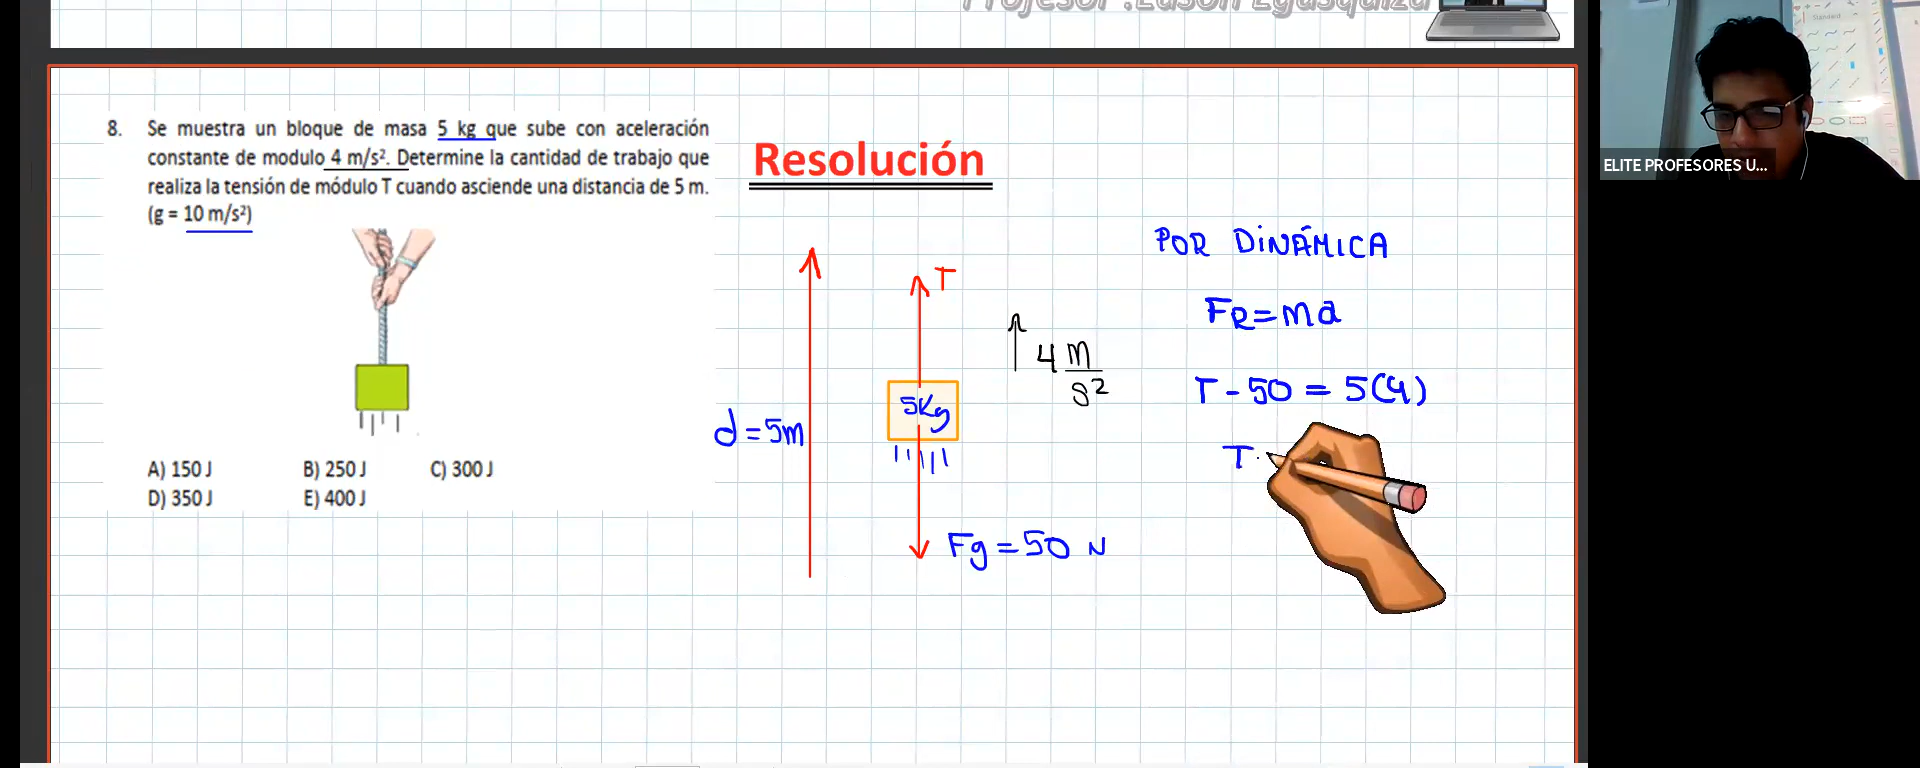 Profesor :Edson Egusquiza
8. Se muestra un bloque de masa 5 kg que sube con aceleración
constante de modulo 4 m/s². Determine la cantidad de trabajo que
realiza la tensión de módulo T cuando asciende una distancia de 5 m.
(g = 10 m/s²)
A) 150 J B) 250 J C) 300 J
D) 350 J E) 400 J
Resolución
T
4 m/s²
5Kg
d = 5m
Fg = 50 N
POR DINÁMICA
FR = ma
T - 50 = 5(4)
T
ELITE PROFESORES U...